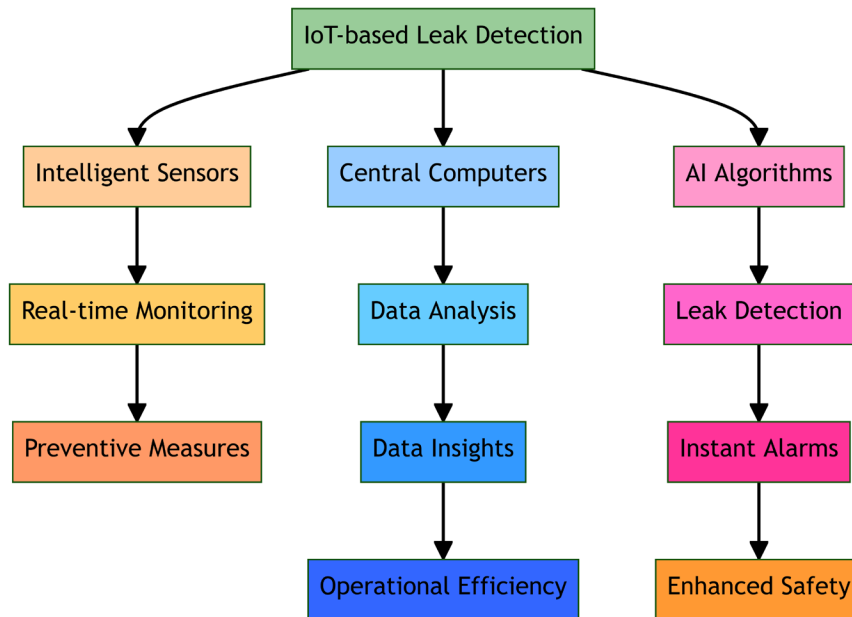 IoT-based Leak Detection
Intelligent Sensors
Central Computers
AI Algorithms
Real-time Monitoring
Data Analysis
Leak Detection
Preventive Measures
Data Insights
Instant Alarms
Operational Efficiency
Enhanced Safety